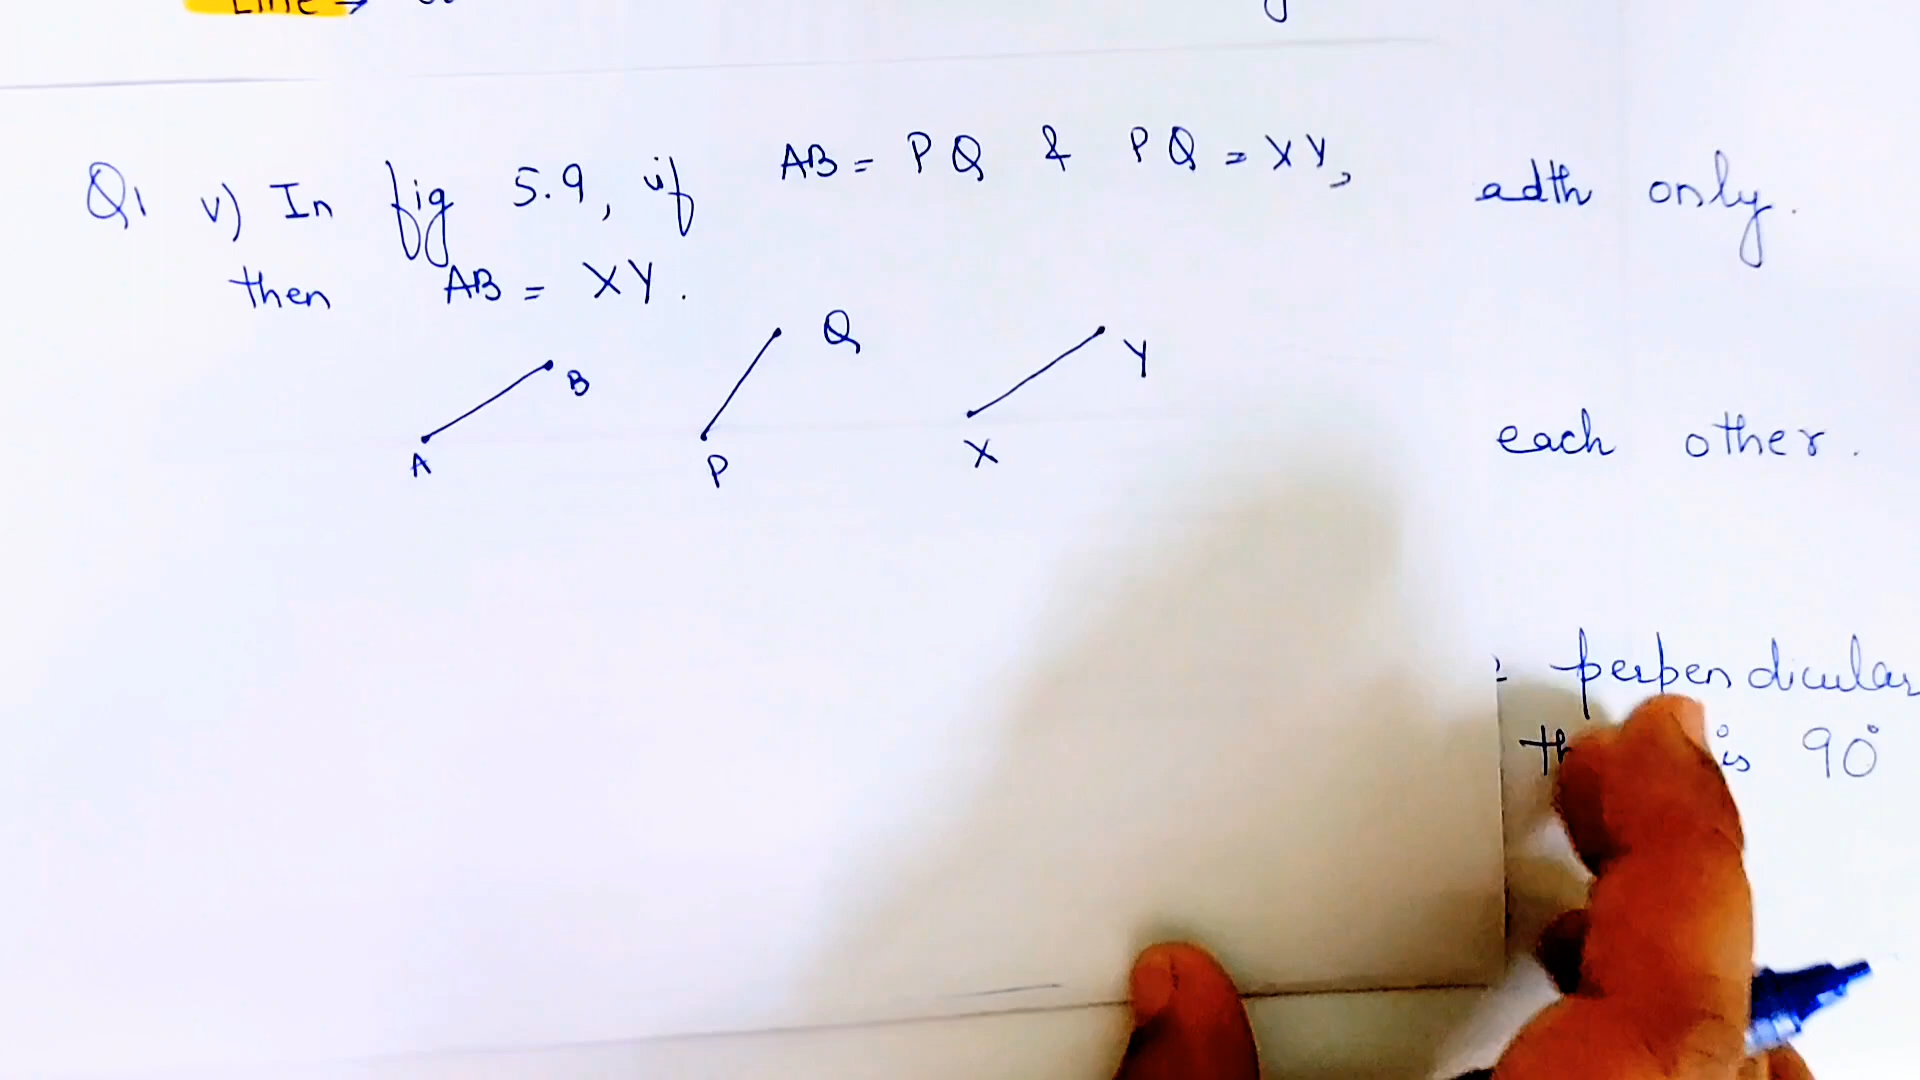 Line →
Q1 v) In fig 5.9, if AB = PQ & PQ = XY,
then AB = XY.
A B P Q X Y
adth only.
each other.
perpendicular
is 90°